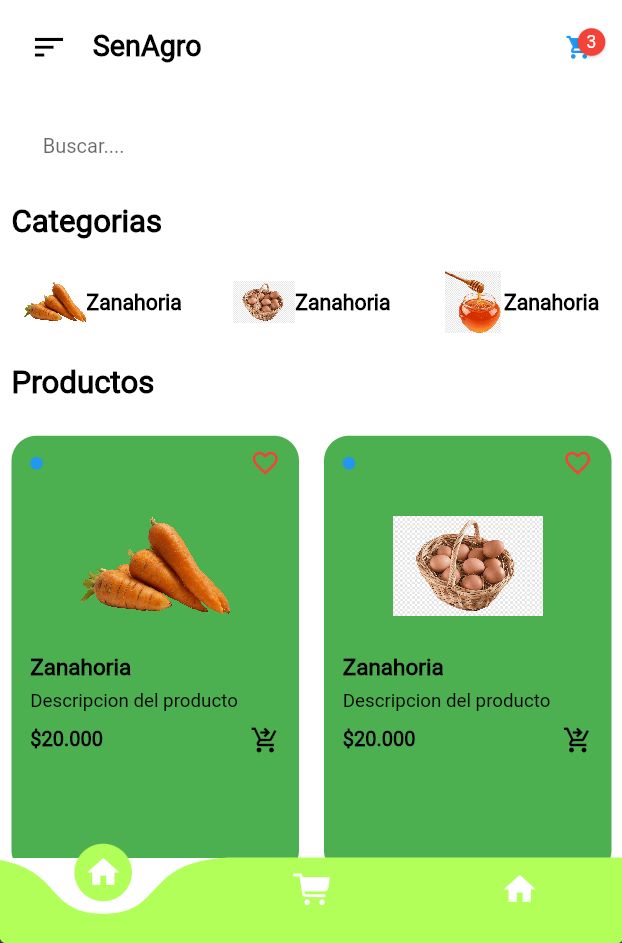 SenAgro
3
Buscar....
Categorias
Zanahoria Zanahoria Zanahoria
Productos
Zanahoria Zanahoria
Descripcion del producto Descripcion del producto
$20.000 $20.000